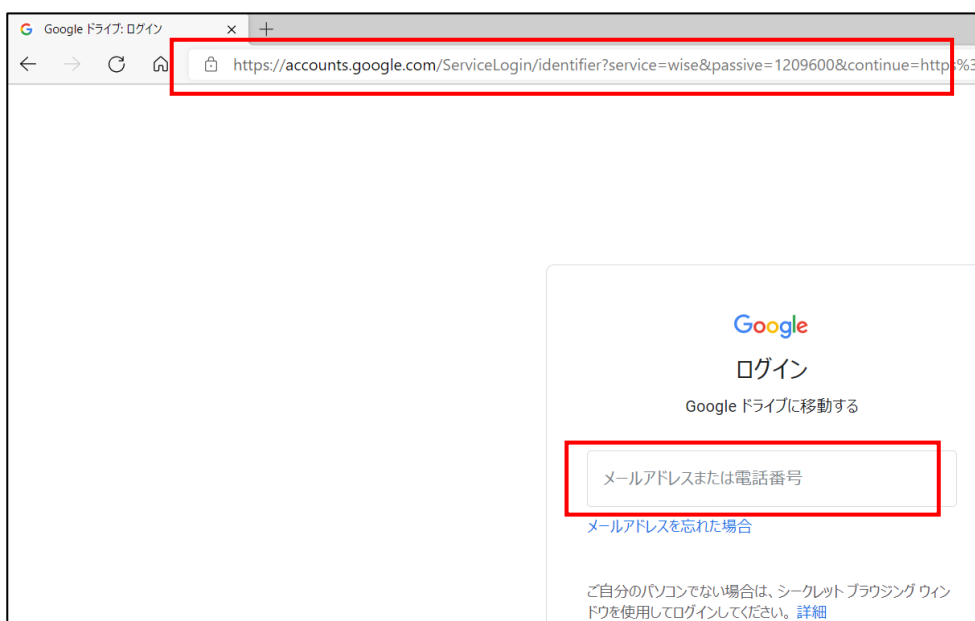 Google ドライブ: ログイン
https://accounts.google.com/ServiceLogin/identifier?service=wise&passive=1209600&continue=https%3
Google
ログイン
Google ドライブに移動する
メールアドレスまたは電話番号
メールアドレスを忘れた場合
ご自分のパソコンでない場合は、シークレット ブラウジング ウィン
ドウを使用してログインしてください。詳細